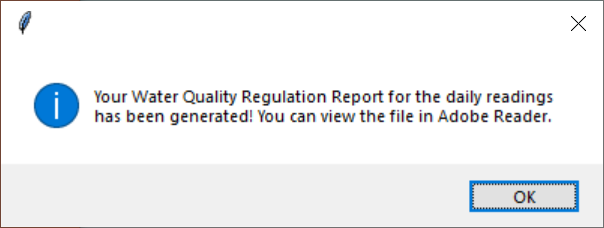 Your Water Quality Regulation Report for the daily readings
has been generated! You can view the file in Adobe Reader.
OK